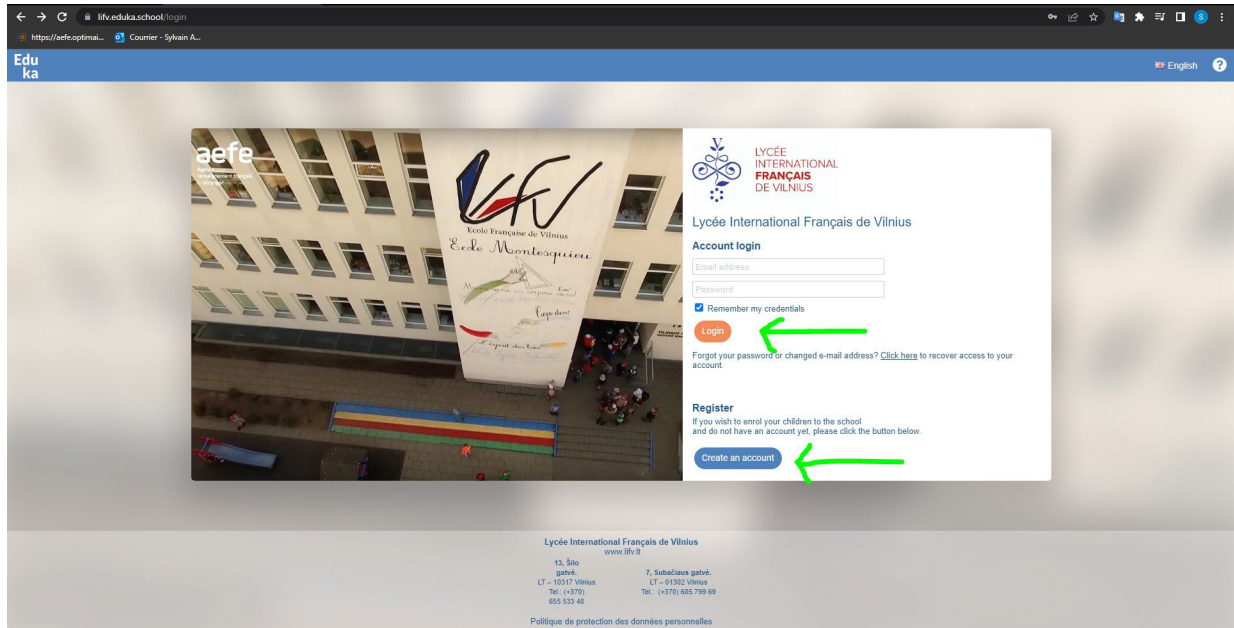 lifv.eduka.school/login
S
https://aefe.optimai...
Courrier - Sylvain A...
Edu
ka
English
?
aefe
LYCÉE
INTERNATIONAL
FRANÇAIS
DE VILNIUS
Ecole Française de Vilnius
Ecole Montesquieu
Lycée International Français de Vilnius
Account login
Email address
Password
Remember my credentials
Login
Forgot your password or changed e-mail address? Click here to recover access to your
account.
Register
If you wish to enrol your children to the school
and do not have an account yet, please click the button below.
Create an account
Lycée International Français de Vilnius
www.lifv.lt
13, Šilo
gatvė.
LT – 10317 Vilnius
Tel.: (+370)
655 533 48
7, Subačiaus gatvė.
LT – 01302 Vilnius
Tel.: (+370) 685 799 69
Politique de protection des données personnelles